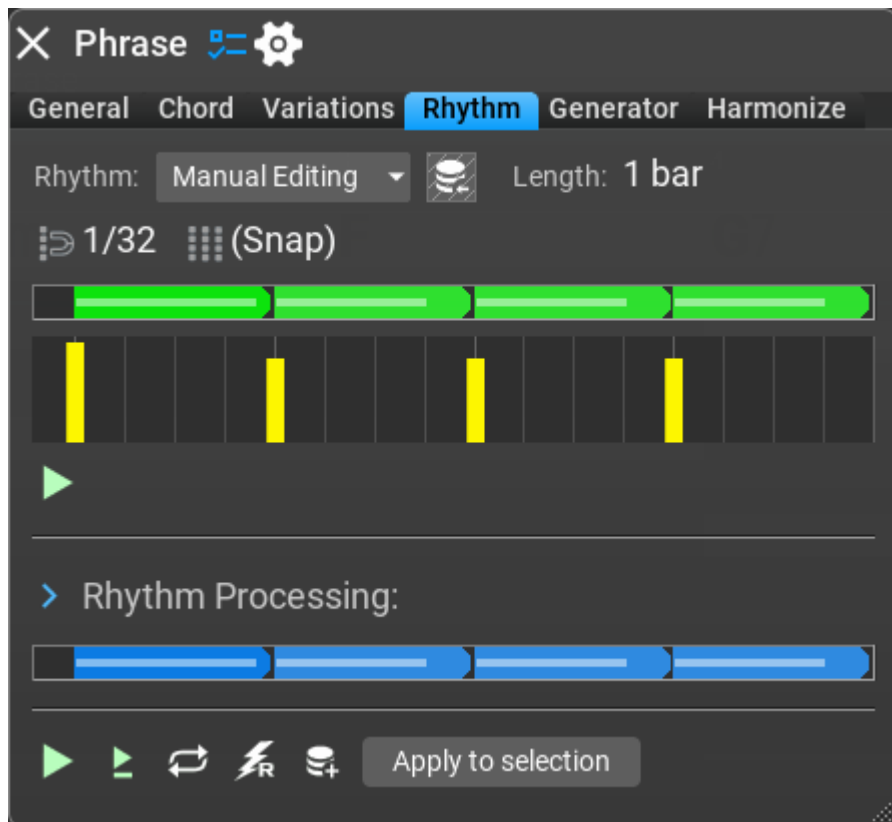 Phrase
General Chord Variations Rhythm Generator Harmonize
Rhythm: Manual Editing Length: 1 bar
1/32 (Snap)
Rhythm Processing:
R Apply to selection